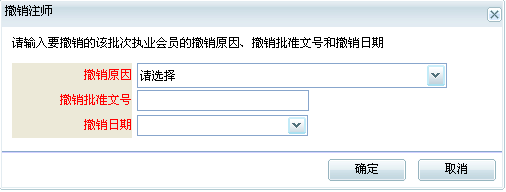 撤销注师
请输入要撤销的该批次执业会员的撤销原因、撤销批准文号和撤销日期
撤销原因 请选择
撤销批准文号
撤销日期
确定 取消